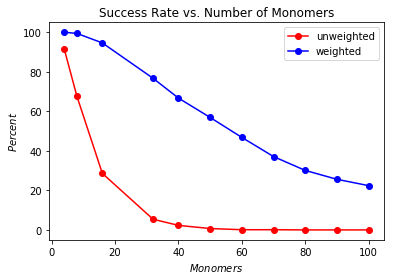 Success Rate vs. Number of Monomers
unweighted
weighted
Percent
100
80
60
40
20
0
0 20 40 60 80 100
Monomers